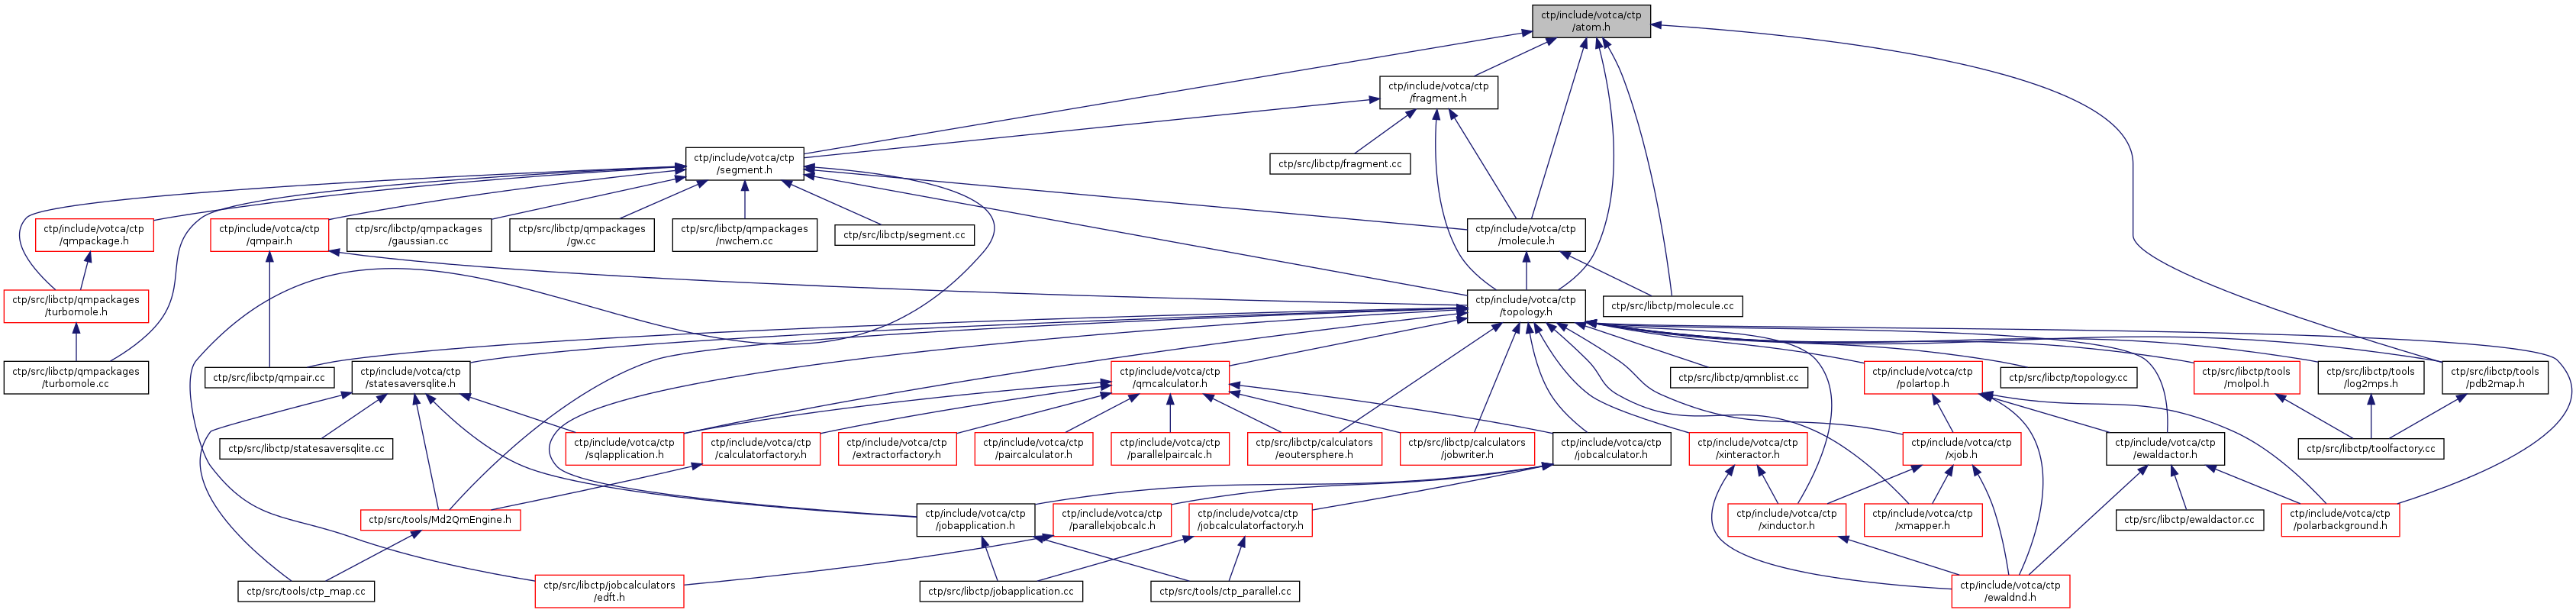 ctp/include/votca/ctp
/atom.h
ctp/include/votca/ctp
/fragment.h
ctp/include/votca/ctp
/segment.h
ctp/src/libctp/fragment.cc
ctp/include/votca/ctp
/qmpackage.h
ctp/include/votca/ctp
/qmpair.h
ctp/src/libctp/qmpackages
/gaussian.cc
ctp/src/libctp/qmpackages
/gw.cc
ctp/src/libctp/qmpackages
/nwchem.cc
ctp/src/libctp/segment.cc
ctp/include/votca/ctp
/molecule.h
ctp/src/libctp/qmpackages
/turbomole.h
ctp/include/votca/ctp
/topology.h
ctp/src/libctp/molecule.cc
ctp/src/libctp/qmpackages
/turbomole.cc
ctp/src/libctp/qmpair.cc
ctp/include/votca/ctp
/statesaversqlite.h
ctp/include/votca/ctp
/qmcalculator.h
ctp/src/libctp/qmnblist.cc
ctp/include/votca/ctp
/polartop.h
ctp/src/libctp/topology.cc
ctp/src/libctp/tools
/molpol.h
ctp/src/libctp/tools
/log2mps.h
ctp/src/libctp/tools
/pdb2map.h
ctp/src/libctp/statesaversqlite.cc
ctp/include/votca/ctp
/sqlapplication.h
ctp/include/votca/ctp
/calculatorfactory.h
ctp/include/votca/ctp
/extractorfactory.h
ctp/include/votca/ctp
/paircalculator.h
ctp/include/votca/ctp
/parallelpaircalc.h
ctp/src/libctp/calculators
/eoutersphere.h
ctp/src/libctp/calculators
/jobwriter.h
ctp/include/votca/ctp
/jobcalculator.h
ctp/include/votca/ctp
/xinteractor.h
ctp/include/votca/ctp
/xjob.h
ctp/include/votca/ctp
/ewaldactor.h
ctp/src/libctp/toolfactory.cc
ctp/src/tools/Md2QmEngine.h
ctp/include/votca/ctp
/jobapplication.h
ctp/include/votca/ctp
/parallelxjobcalc.h
ctp/include/votca/ctp
/jobcalculatorfactory.h
ctp/include/votca/ctp
/xinductor.h
ctp/include/votca/ctp
/xmapper.h
ctp/src/libctp/ewaldactor.cc
ctp/include/votca/ctp
/polarbackground.h
ctp/src/tools/ctp_map.cc
ctp/src/libctp/jobcalculators
/edft.h
ctp/src/libctp/jobapplication.cc
ctp/src/tools/ctp_parallel.cc
ctp/include/votca/ctp
/ewaldnd.h